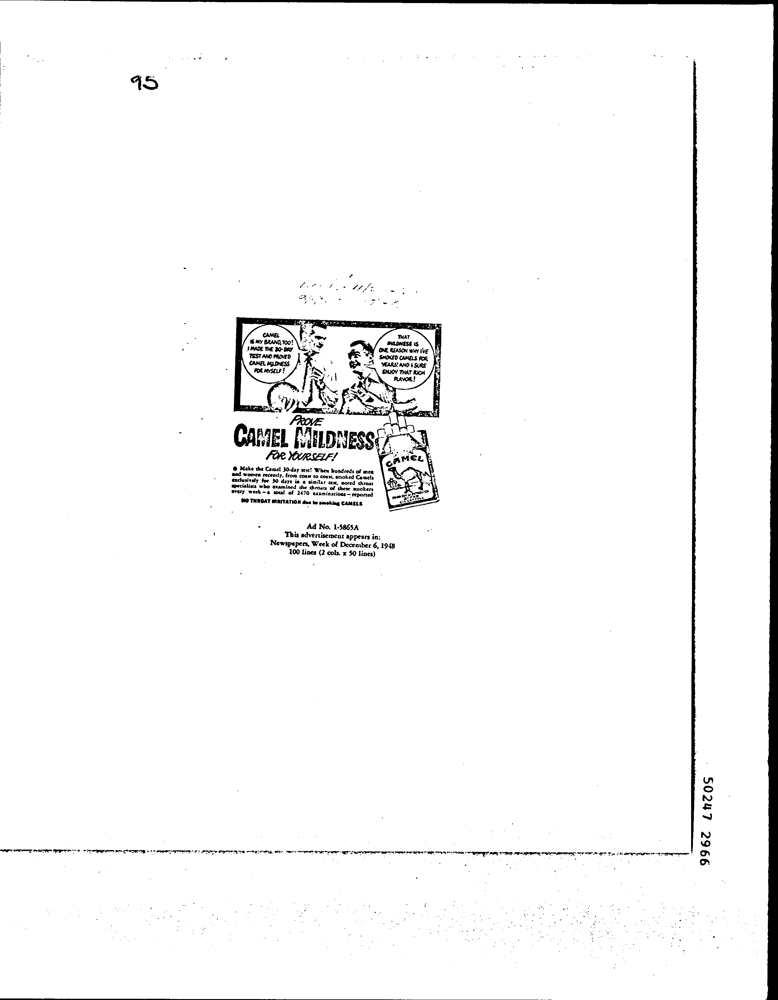 95
CAMEL
IS MY BRAND, TOO!
I MADE THE 30-DAY
TEST AND PROVED
CAMEL MILDNESS
FOR MYSELF!
THAT
MILDNESS IS
ONE REASON WHY I'VE
SMOKED CAMELS FOR
YEARS! AND I SURE
ENJOY THAT RICH
FLAVOR!
PROVE
CAMEL MILDNESS
FOR YOURSELF!
CAMEL
● Make the Camel 30-day test! When hundreds of men
and women recently, from coast to coast, smoked Camels
exclusively for 30 days in a similar test, noted throat
specialists who examined the throats of these smokers
every week—a total of 2470 examinations—reported
NO THROAT IRRITATION due to smoking CAMELS
Ad No. 1-5865A
This advertisement appears in:
Newspapers, Week of December 6, 1948
100 lines (2 cols. x 50 lines)
50247 2966